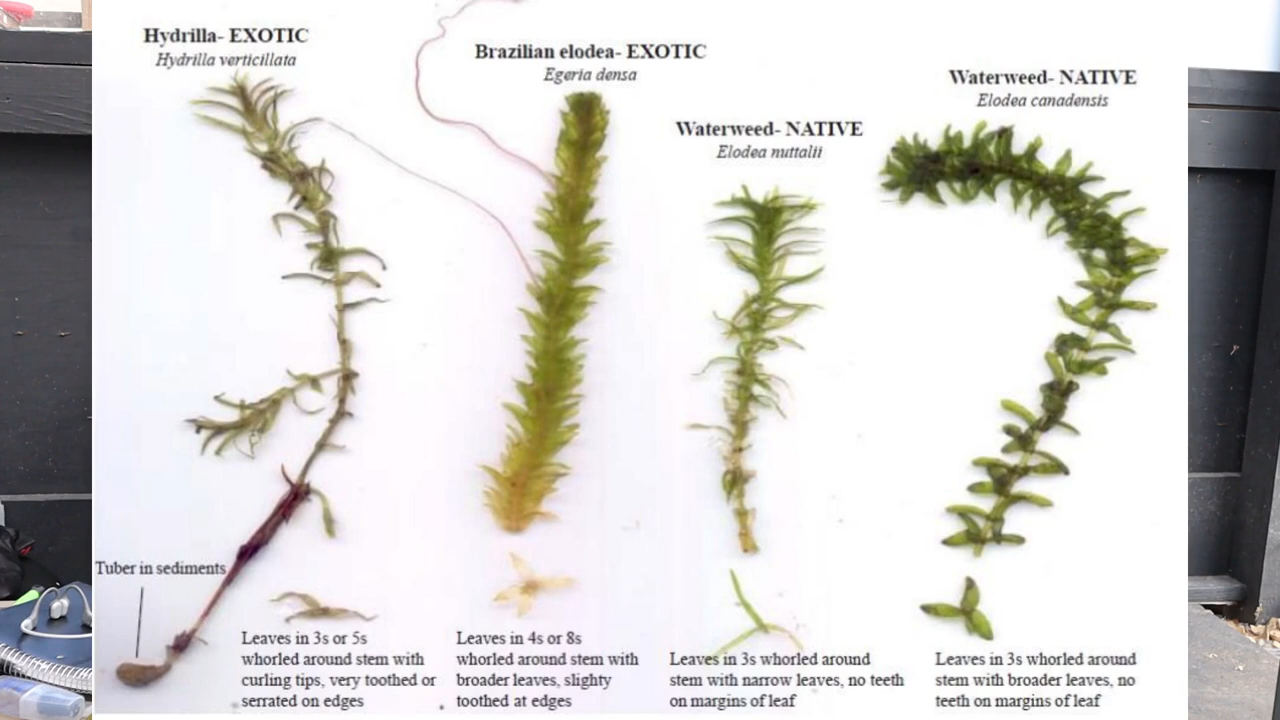 Hydrilla- EXOTIC
Hydrilla verticillata
Brazilian elodea- EXOTIC
Egeria densa
Waterweed- NATIVE
Elodea nuttalii
Waterweed- NATIVE
Elodea canadensis
Tuber in sediments
Leaves in 3s or 5s
whorled around stem with
curling tips, very toothed or
serrated on edges
Leaves in 4s or 8s
whorled around stem with
broader leaves, slighty
toothed at edges
Leaves in 3s whorled around
stem with narrow leaves, no teeth
on margins of leaf
Leaves in 3s whorled around
stem with broader leaves, no
teeth on margins of leaf